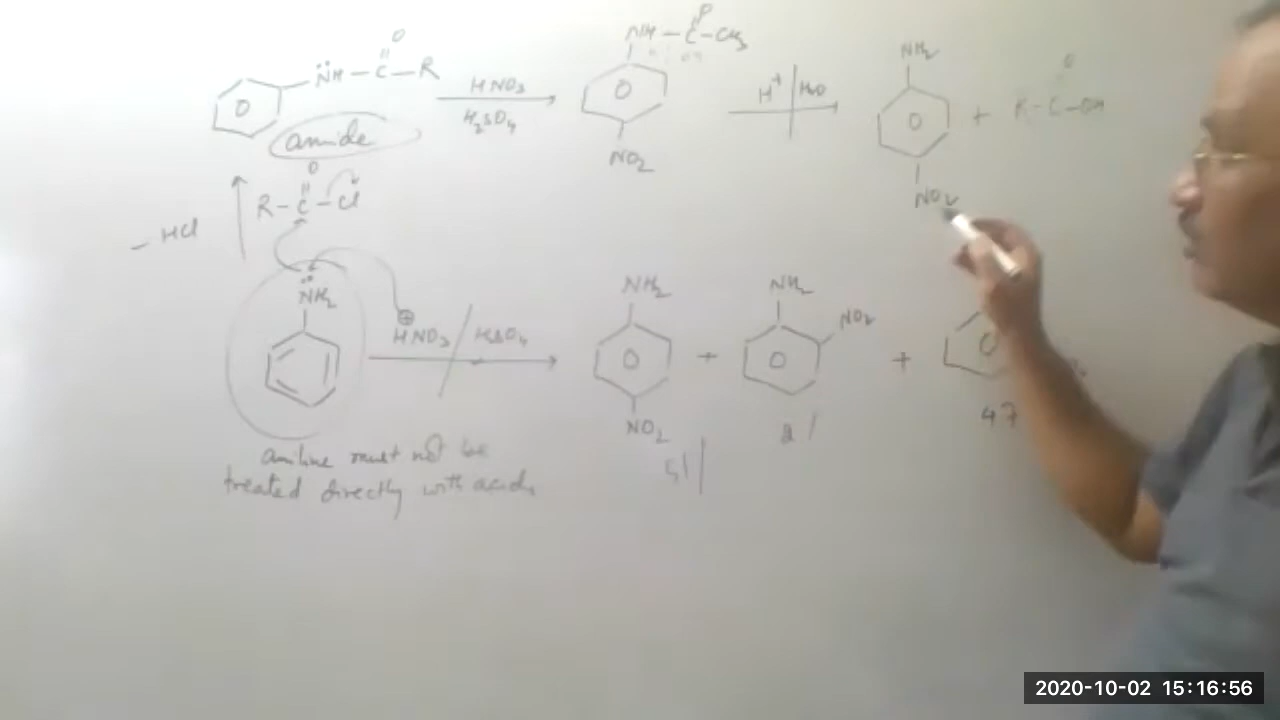 O
N̈H – C – R
HNO3
H2SO4
amide
O
R – C – Cl
– HCl
NH – C – CH3
NO2
H+ | H2O
NH2
NO2
+ R – C – OH
O
NH2
⊕
HNO3 / H2SO4
NH2
NO2
51
+
NH2
NO2
2
+
47
aniline must not be
treated directly with acids
2020-10-02 15:16:56